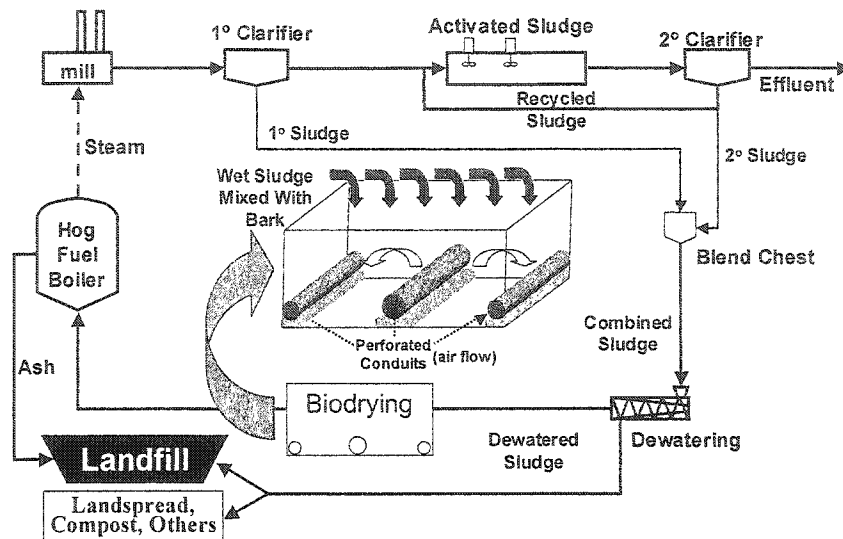 1° Clarifier
Activated Sludge
2° Clarifier
mill
Effluent
Recycled
Sludge
1° Sludge
2° Sludge
Steam
Wet Sludge
Mixed With
Bark
Hog
Fuel
Boiler
Blend Chest
Perforated
Conduits (air flow)
Combined
Sludge
Ash
Biodrying
Dewatering
Dewatered
Sludge
Landfill
Landspread,
Compost, Others